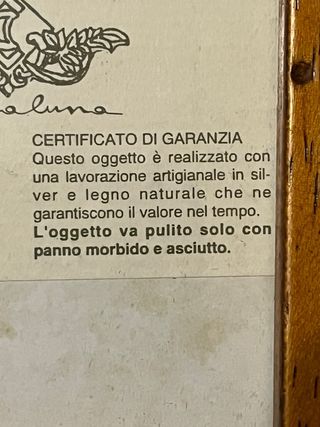 CERTIFICATO DI GARANZIA
Questo oggetto è realizzato con
una lavorazione artigianale in sil-
ver e legno naturale che ne
garantiscono il valore nel tempo.
L'oggetto va pulito solo con
panno morbido e asciutto.